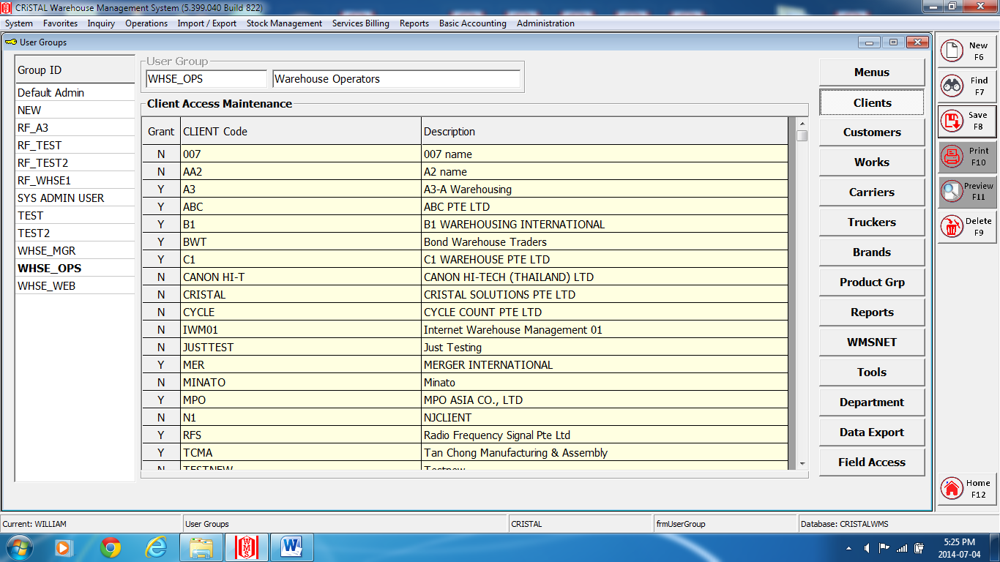 CRiSTAL Warehouse Management System (5.399.040 Build 822)
System Favorites Inquiry Operations Import / Export Stock Management Services Billing Reports Basic Accounting Administration
User Groups
Group ID
Default Admin
NEW
RF_A3
RF_TEST
RF_TEST2
RF_WHSE1
SYS ADMIN USER
TEST
TEST2
WHSE_MGR
WHSE_OPS
WHSE_WEB
User Group
WHSE_OPS Warehouse Operators
Client Access Maintenance
Grant CLIENT Code Description
N 007 007 name
N AA2 A2 name
Y A3 A3-A Warehousing
Y ABC ABC PTE LTD
Y B1 B1 WAREHOUSING INTERNATIONAL
Y BWT Bond Warehouse Traders
Y C1 C1 WAREHOUSE PTE LTD
N CANON HI-T CANON HI-TECH (THAILAND) LTD
N CRISTAL CRISTAL SOLUTIONS PTE LTD
N CYCLE CYCLE COUNT PTE LTD
N IWM01 Internet Warehouse Management 01
N JUSTTEST Just Testing
Y MER MERGER INTERNATIONAL
N MINATO Minato
Y MPO MPO ASIA CO., LTD
N N1 NJCLIENT
Y RFS Radio Frequency Signal Pte Ltd
Y TCMA Tan Chong Manufacturing & Assembly
N TESTNEW Testnew
Menus
Clients
Customers
Works
Carriers
Truckers
Brands
Product Grp
Reports
WMSNET
Tools
Department
Data Export
Field Access
New
F6
Find
F7
Save
F8
Print
F10
Preview
F11
Delete
F9
Home
F12
Current: WILLIAM User Groups CRISTAL frmUserGroup Database: CRISTALWMS
WMS
5:25 PM
2014-07-04